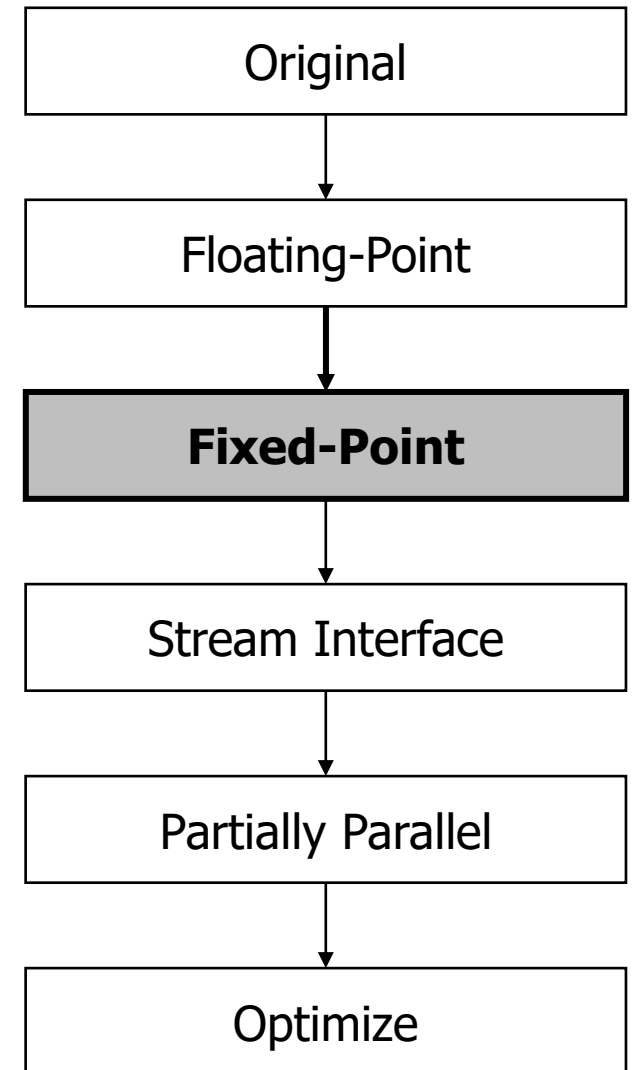 Original
Floating-Point
Fixed-Point
Stream Interface
Partially Parallel
Optimize